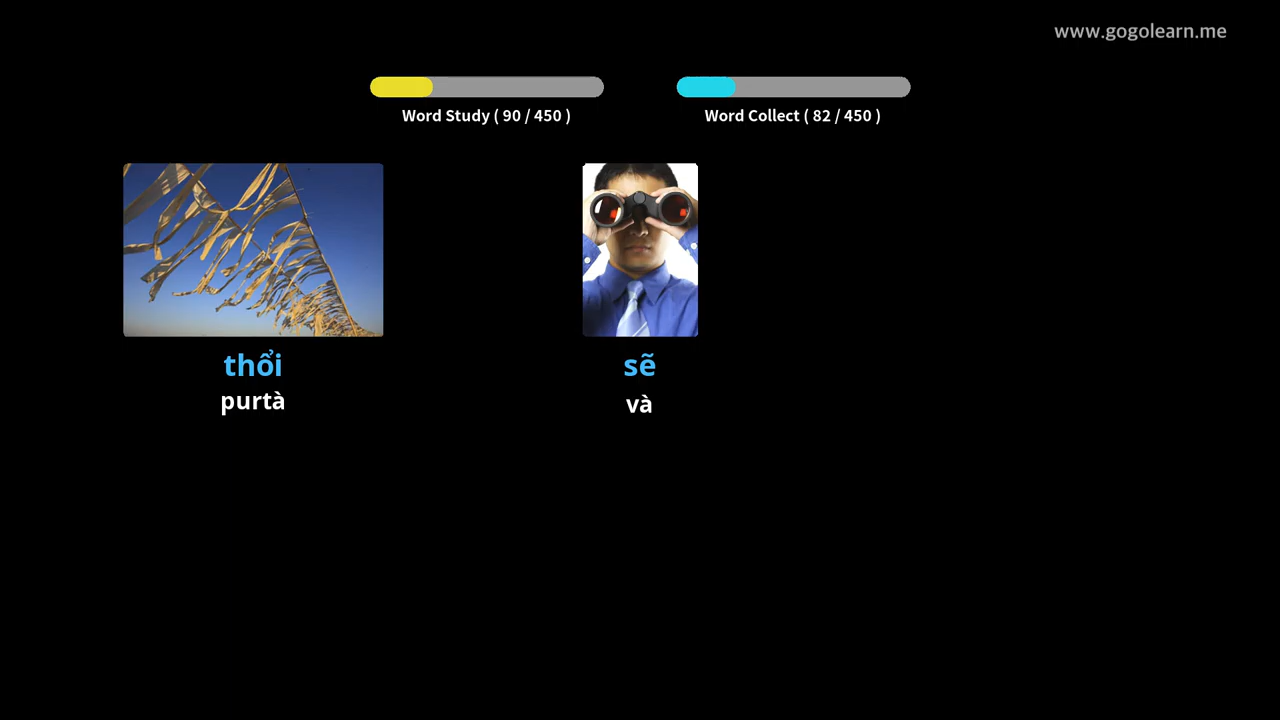 www.gogolearn.me
Word Study ( 90 / 450 )
Word Collect ( 82 / 450 )
thổi
purtà
sẽ
và